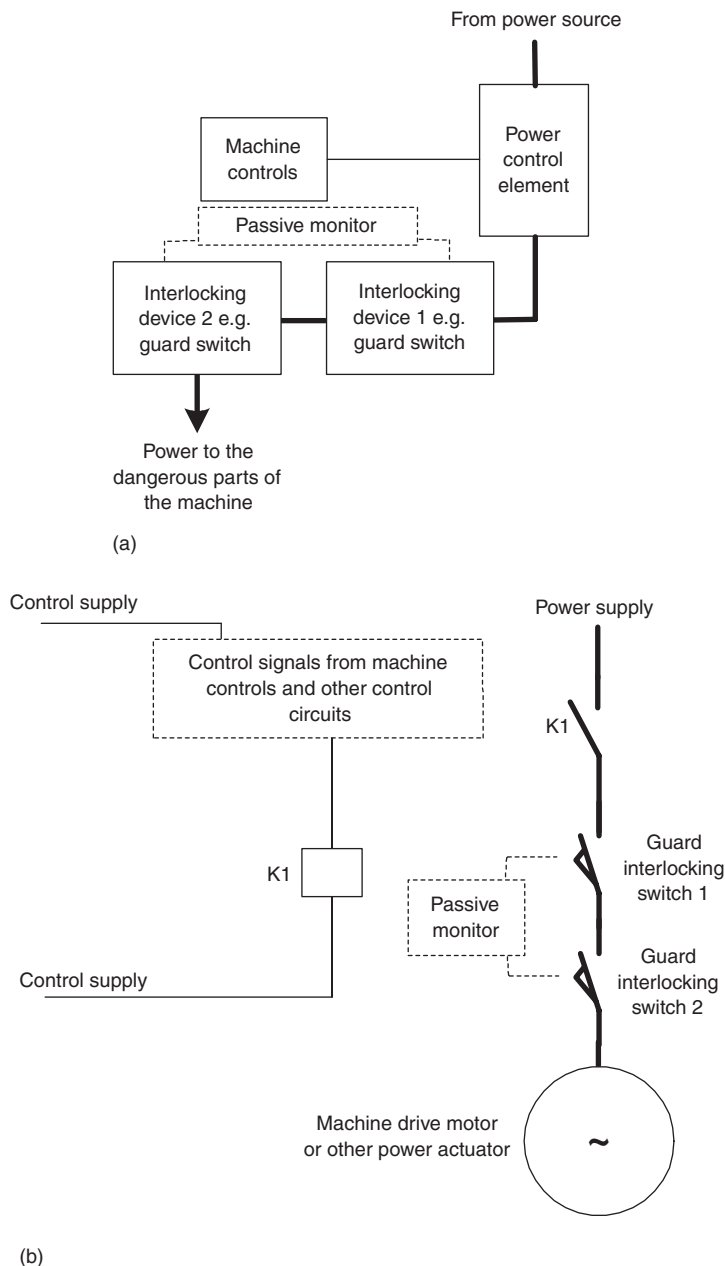 From power source
Machine
controls
Power
control
element
Passive monitor
Interlocking
device 2 e.g.
guard switch
Interlocking
device 1 e.g.
guard switch
Power to the
dangerous parts of
the machine
(a)
Control supply
Power supply
Control signals from machine
controls and other control
circuits
K1
K1
Guard
interlocking
switch 1
Passive
monitor
Control supply
Guard
interlocking
switch 2
Machine drive motor
or other power actuator
~
(b)